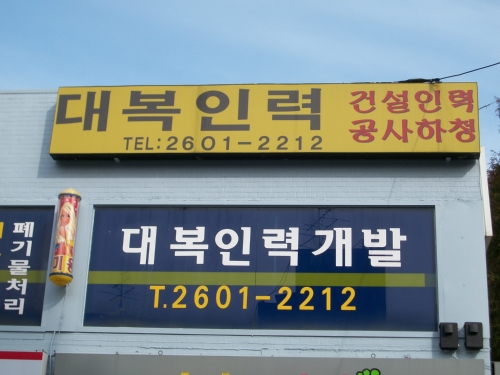 대복인력
TEL:2601-2212
건설인력
공사하청
폐기물처리
대복인력개발
T.2601-2212